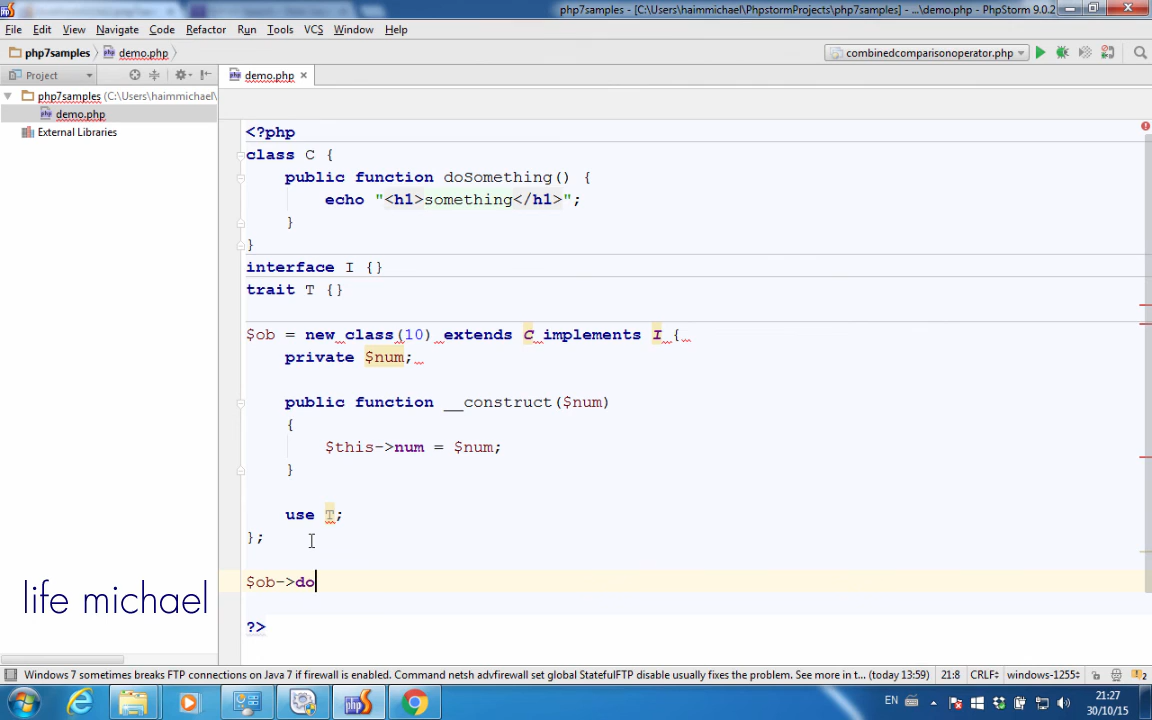 php7samples - [C:\Users\haimmichael\PhpstormProjects\php7samples] - ...\demo.php - PhpStorm 9.0.2
File Edit View Navigate Code Refactor Run Tools VCS Window Help
php7samples demo.php combinedcomparisonoperator.php
Project demo.php
php7samples (C:\Users\haimmichael\
demo.php
External Libraries
<?php
class C {
    public function doSomething() {
        echo "<h1>something</h1>";
    }
}
interface I {}
trait T {}
$ob = new class(10) extends C implements I {
    private $num;
    public function __construct($num)
    {
        $this->num = $num;
    }
    use T;
};
$ob->do
?>
life michael
Windows 7 sometimes breaks FTP connections on Java 7 if firewall is enabled. Command netsh advfirewall set global StatefulFTP disable usually fixes the problem. See more in t... (today 13:59) 21:8 CRLF windows-1255 2
EN 21:27
30/10/15